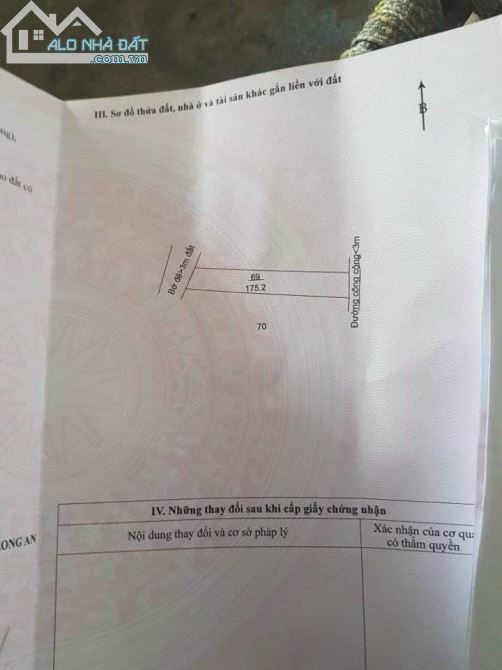 ALO NHÀ ĐẤT
.com.vn
III. Sơ đồ thửa đất, nhà ở và tài sản khác gắn liền với đất
B
ng),
đất có
Bờ đê>3m đất
69
175.2
70
Đường công cộng<3m
IV. Những thay đổi sau khi cấp giấy chứng nhận
Nội dung thay đổi và cơ sở pháp lý
Xác nhận của cơ qua
có thẩm quyền
ONG AN